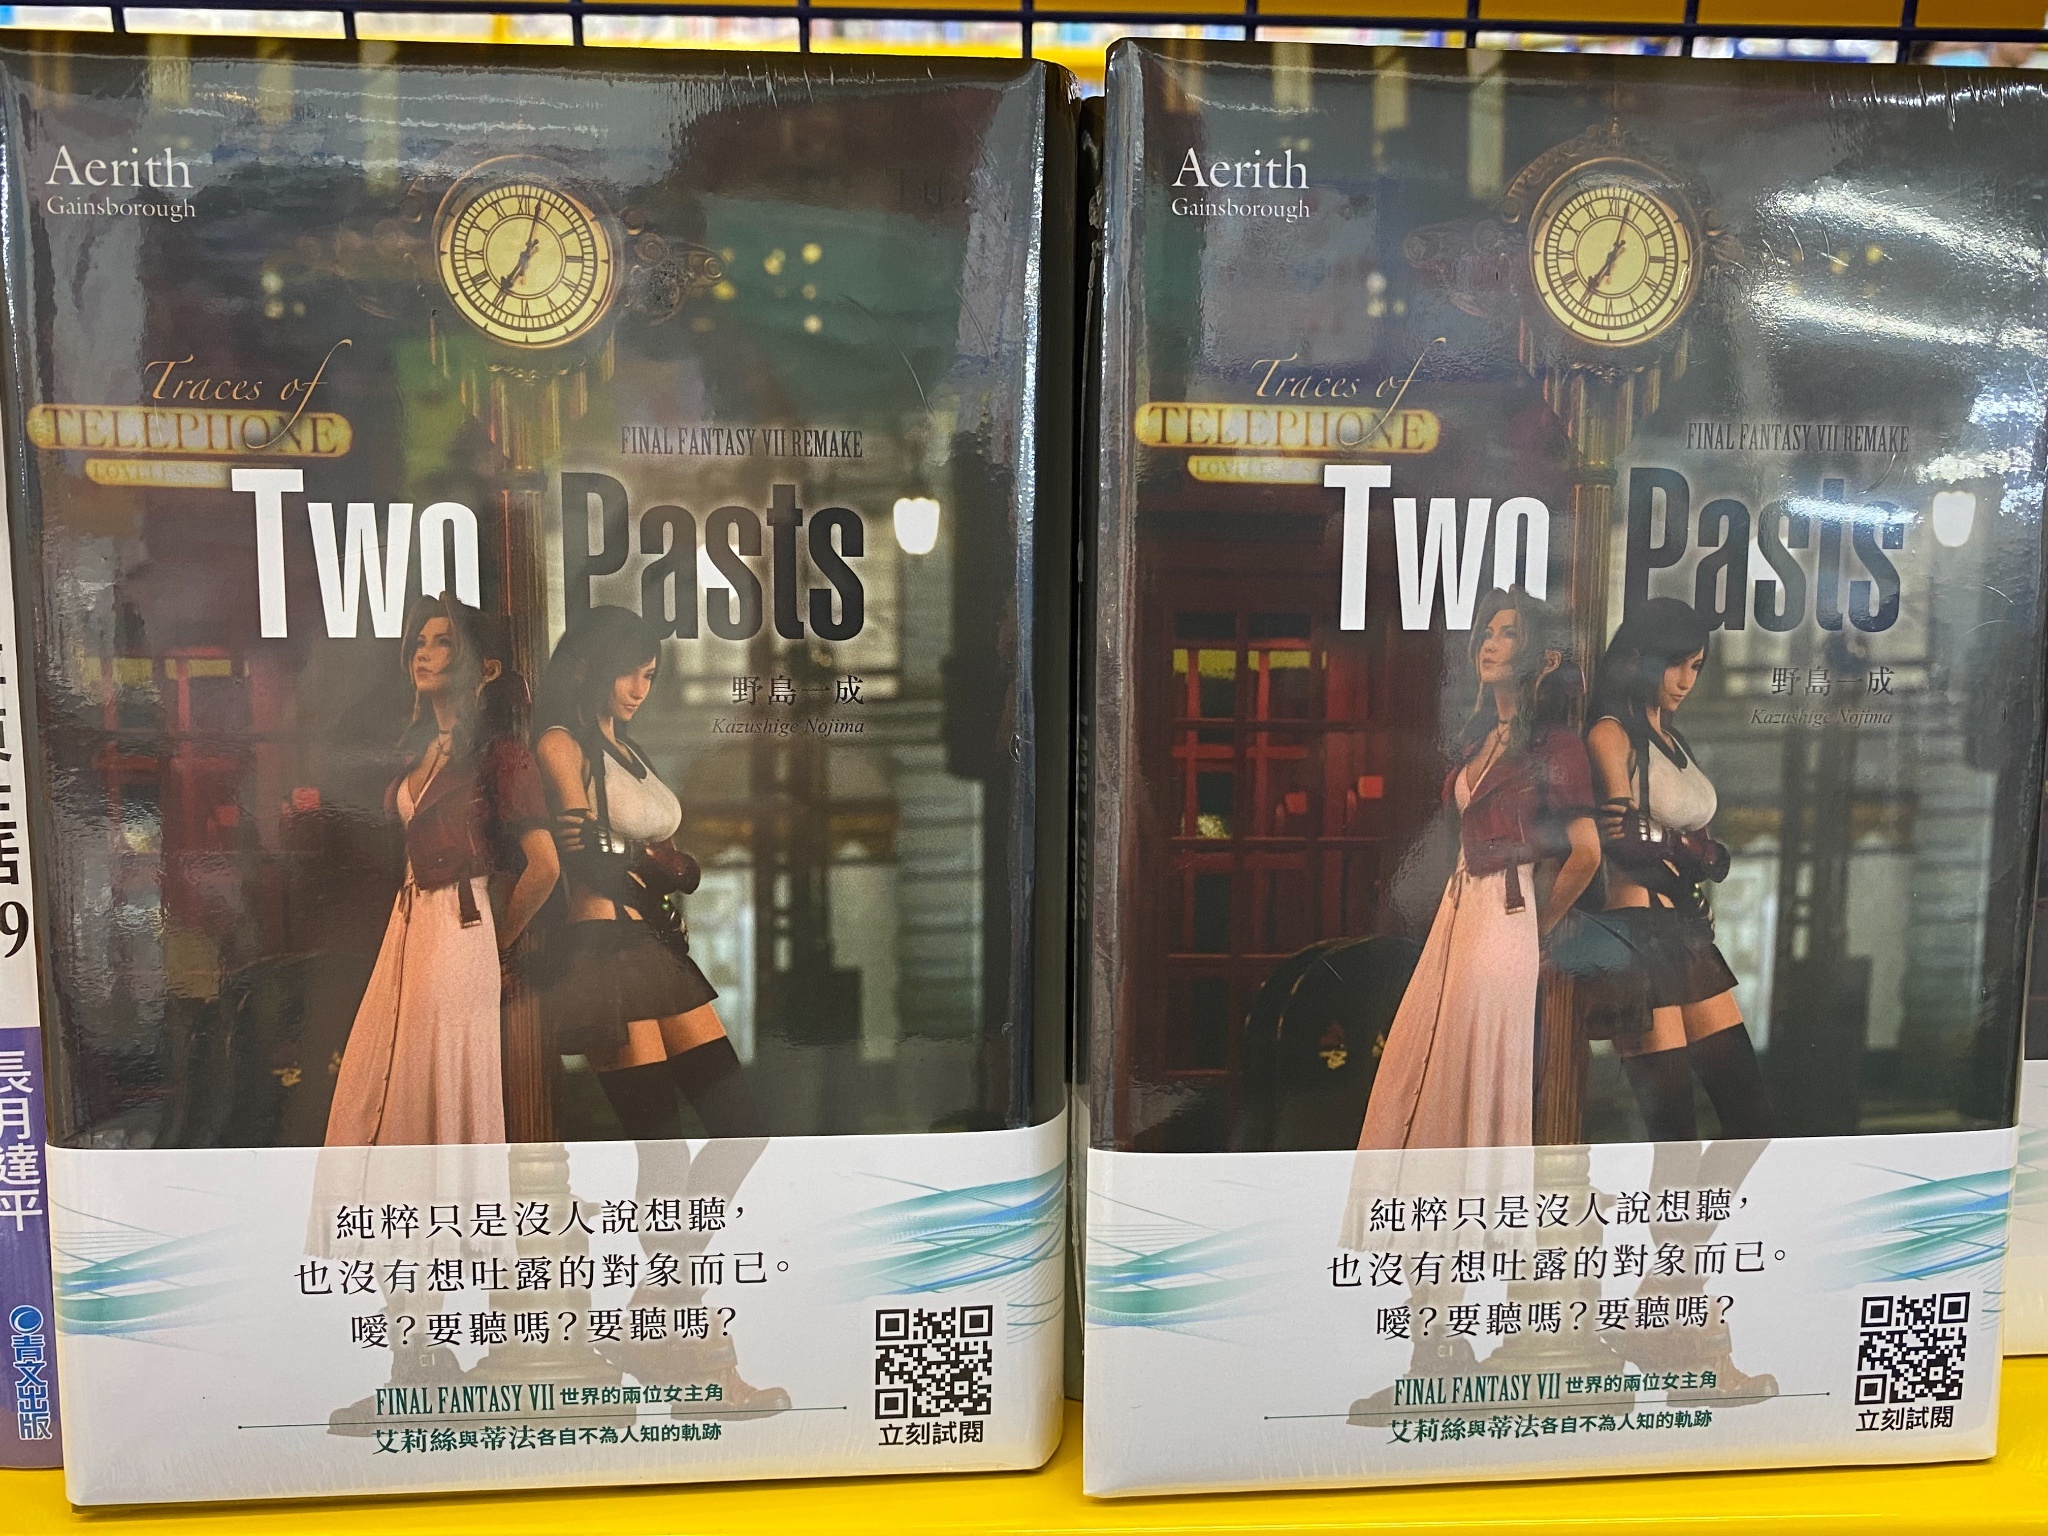 Aerith
Gainsborough
Traces of
TELEPHONE
FINAL FANTASY VII REMAKE
Two Pasts
野島一成
Kazushige Nojima
純粹只是沒人說想聽，
也沒有想吐露的對象而已。
噯？要聽嗎？要聽嗎？
FINAL FANTASY VII 世界的兩位女主角
艾莉絲與蒂法各自不為人知的軌跡
立刻試閱
Aerith
Gainsborough
Traces of
TELEPHONE
FINAL FANTASY VII REMAKE
Two Pasts
野島一成
Kazushige Nojima
純粹只是沒人說想聽，
也沒有想吐露的對象而已。
噯？要聽嗎？要聽嗎？
FINAL FANTASY VII 世界的兩位女主角
艾莉絲與蒂法各自不為人知的軌跡
立刻試閱
9
長月達平
青文出版